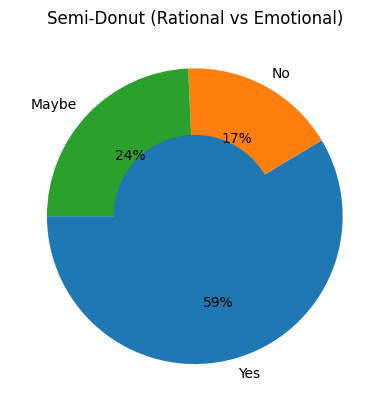 Semi-Donut (Rational vs Emotional)
No
Maybe
17%
24%
59%
Yes